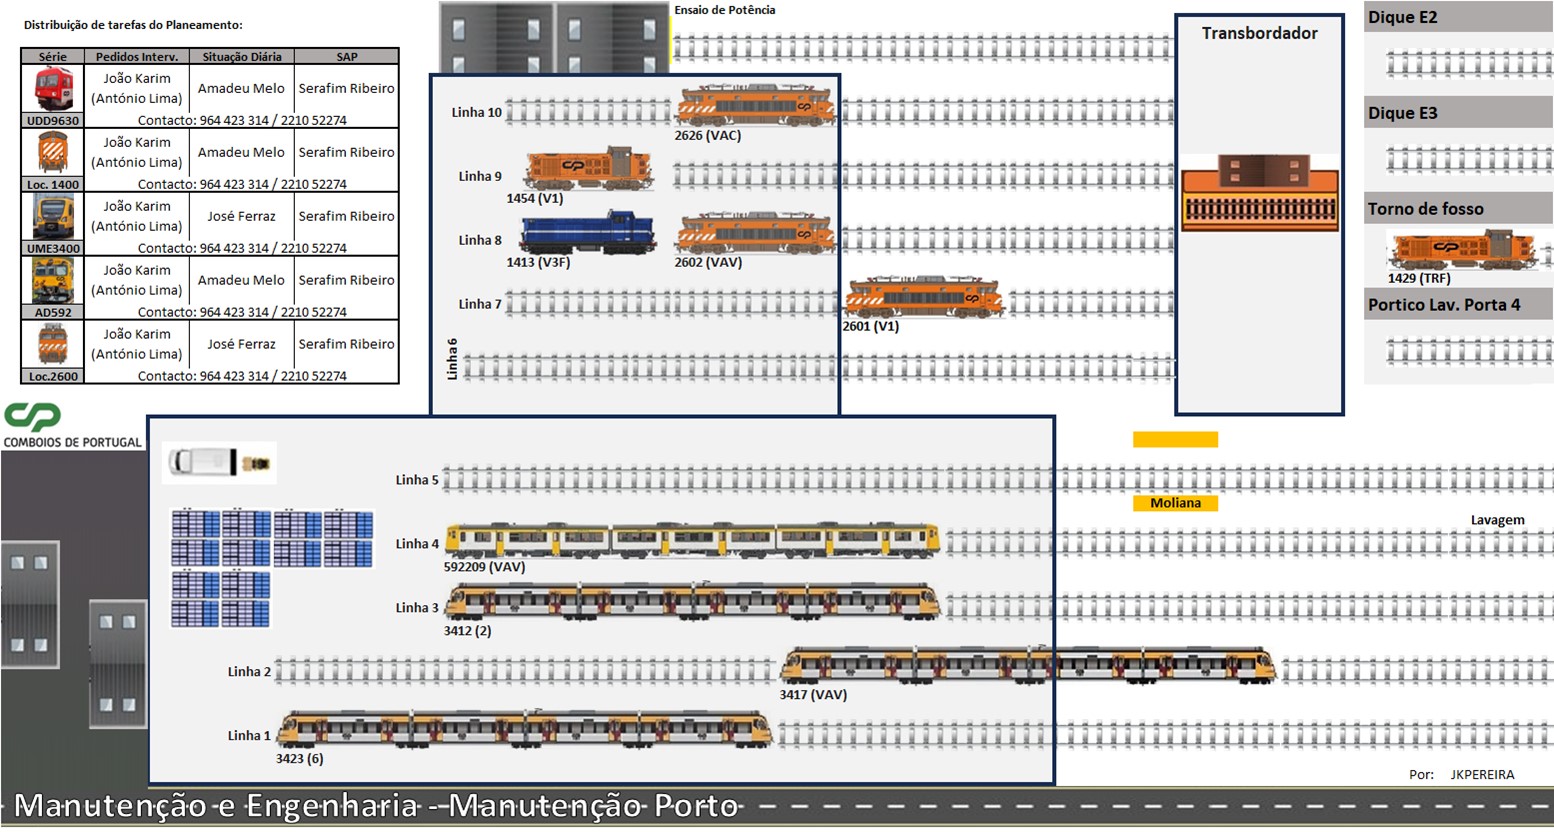 Distribuição de tarefas do Planeamento:
Série Pedidos Interv. Situação Diária SAP
João Karim
(António Lima) Amadeu Melo Serafim Ribeiro
UDD9630 Contacto: 964 423 314 / 2210 52274
João Karim
(António Lima) Amadeu Melo Serafim Ribeiro
Loc. 1400 Contacto: 964 423 314 / 2210 52274
João Karim
(António Lima) José Ferraz Serafim Ribeiro
UME3400 Contacto: 964 423 314 / 2210 52274
João Karim
(António Lima) Amadeu Melo Serafim Ribeiro
AD592 Contacto: 964 423 314 / 2210 52274
João Karim
(António Lima) José Ferraz Serafim Ribeiro
Loc.2600 Contacto: 964 423 314 / 2210 52274
CP
COMBOIOS DE PORTUGAL
Ensaio de Potência
Linha 10
2626 (VAC)
Linha 9
1454 (V1)
Linha 8
1413 (V3F)
2602 (VAV)
Linha 7
2601 (V1)
Linha 6
Transbordador
Dique E2
Dique E3
Torno de fosso
1429 (TRF)
Portico Lav. Porta 4
Linha 5
Moliana
Lavagem
Linha 4
592209 (VAV)
Linha 3
3412 (2)
Linha 2
3417 (VAV)
Linha 1
3423 (6)
Por: JKPEREIRA
Manutenção e Engenharia - Manutenção Porto